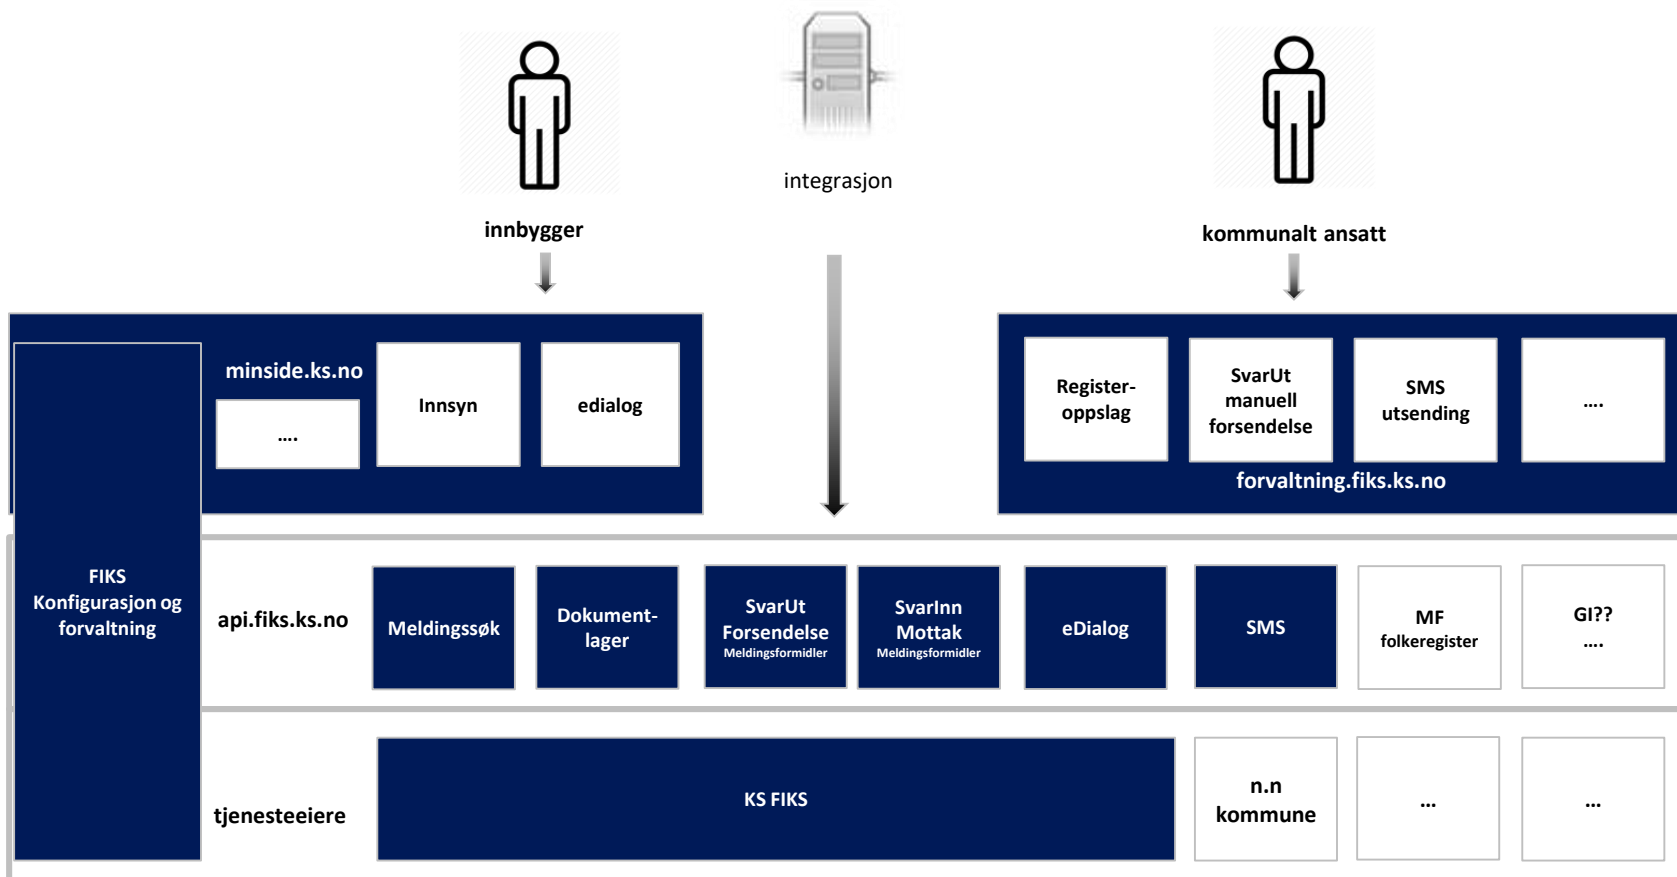 integrasjon
innbygger
kommunalt ansatt
minside.ks.no
….
Innsyn
edialog
Register-
oppslag
SvarUt
manuell
forsendelse
SMS
utsending
….
forvaltning.fiks.ks.no
FIKS
Konfigurasjon og
forvaltning
api.fiks.ks.no
Meldingssøk
Dokument-
lager
SvarUt
Forsendelse
Meldingsformidler
SvarInn
Mottak
Meldingsformidler
eDialog
SMS
MF
folkeregister
GI??
….
tjenesteeiere
KS FIKS
n.n
kommune
…
…